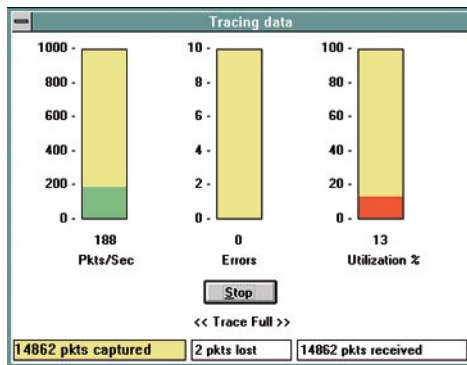 Tracing data
1000 - 10 - 100 -
800 - 8 - 80 -
600 - 6 - 60 -
400 - 4 - 40 -
200 - 2 - 20 -
0 - 0 - 0 -
188 0 13
Pkts/Sec Errors Utilization %
Stop
<< Trace Full >>
14862 pkts captured 2 pkts lost 14862 pkts received